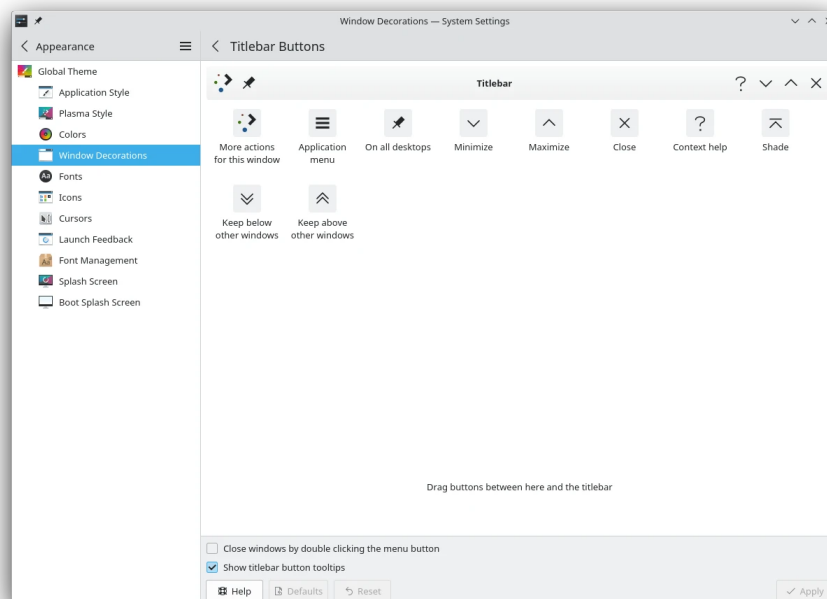 Window Decorations — System Settings
Appearance
Titlebar Buttons
Global Theme
Application Style
Plasma Style
Colors
Window Decorations
Fonts
Icons
Cursors
Launch Feedback
Font Management
Splash Screen
Boot Splash Screen
Titlebar
More actions
for this window
Application
menu
On all desktops
Minimize
Maximize
Close
Context help
Shade
Keep below
other windows
Keep above
other windows
Drag buttons between here and the titlebar
Close windows by double clicking the menu button
Show titlebar button tooltips
Help
Defaults
Reset
Apply